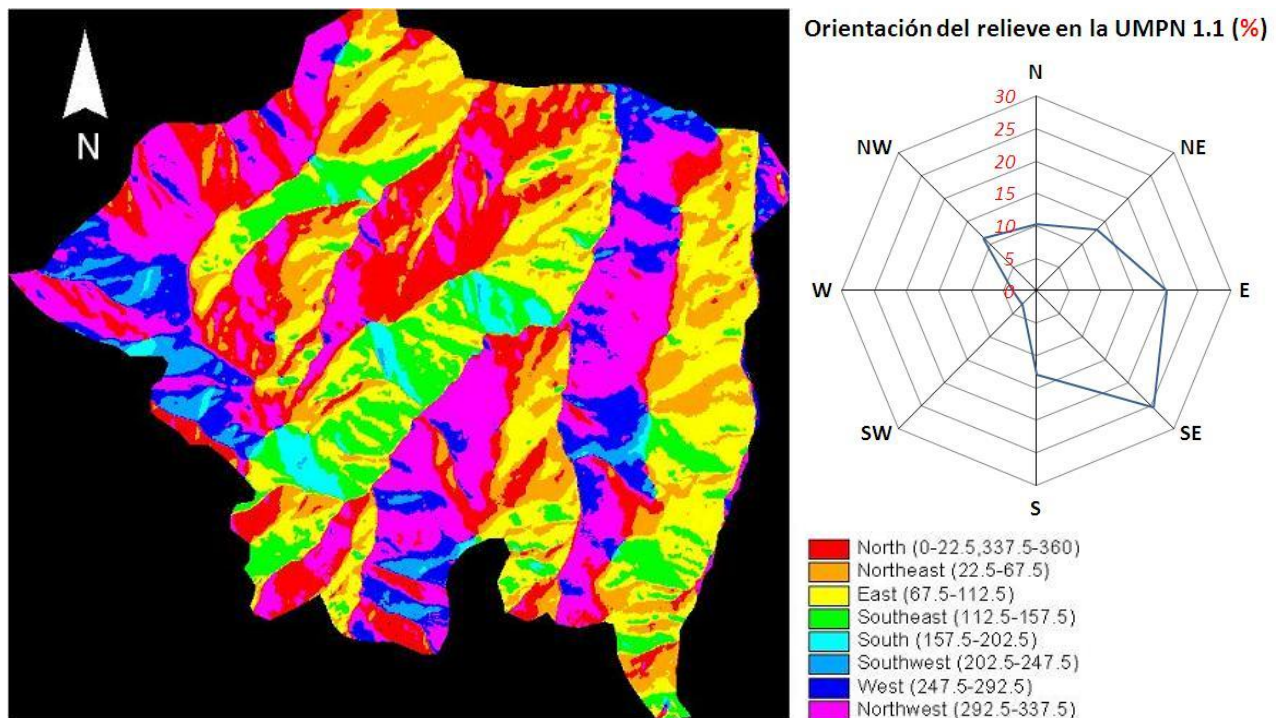 N
Orientación del relieve en la UMPN 1.1 (%)
N
30
25
20
15
10
5
0
NW
NE
W
E
SW
SE
S
North (0-22.5,337.5-360)
Northeast (22.5-67.5)
East (67.5-112.5)
Southeast (112.5-157.5)
South (157.5-202.5)
Southwest (202.5-247.5)
West (247.5-292.5)
Northwest (292.5-337.5)